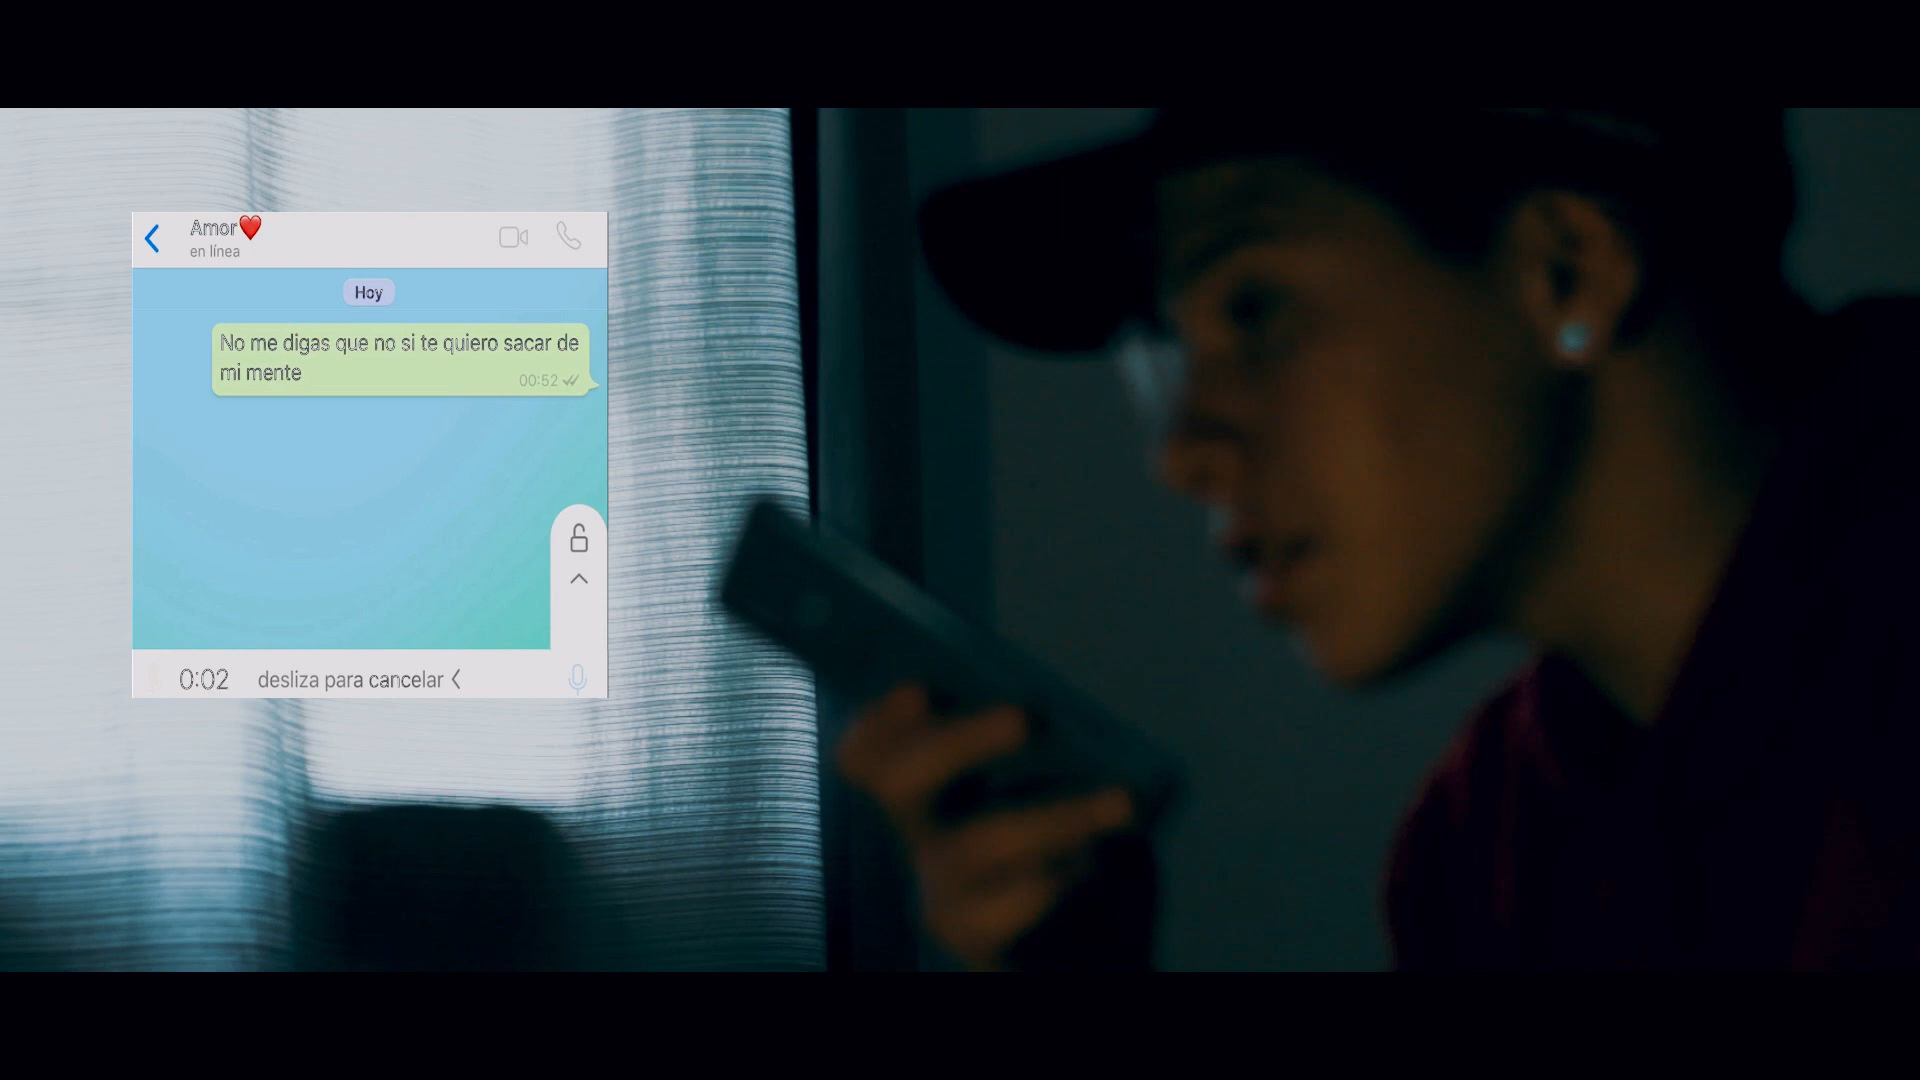 Amor❤️
en línea
Hoy
No me digas que no si te quiero sacar de
mi mente
00:52
0:02 desliza para cancelar